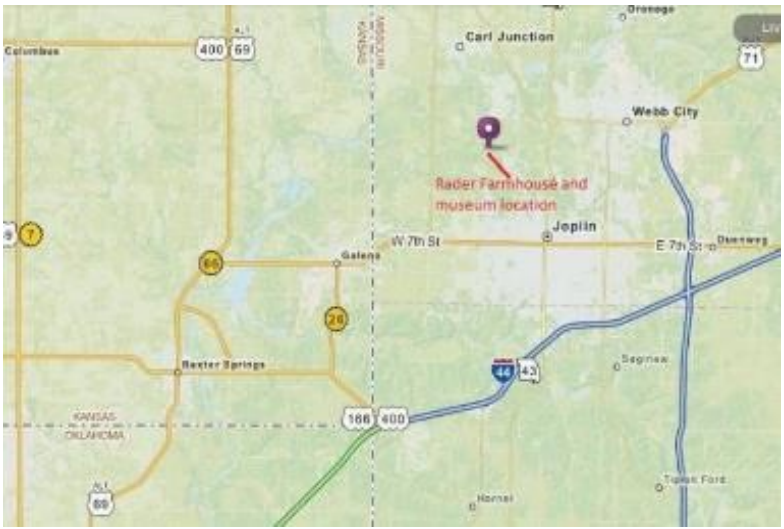 Oronogo
Carl Junction
ALT
400
69
Columbus
MISSOURI
KANSAS
71
Webb City
Rader Farmhouse and
museum location
7
Joplin
W 7th St
E 7th St
Duenweg
66
Galena
26
44
43
Saginaw
Baxter Springs
KANSAS
OKLAHOMA
166
400
ALT
69
Hornet
Tipton Ford